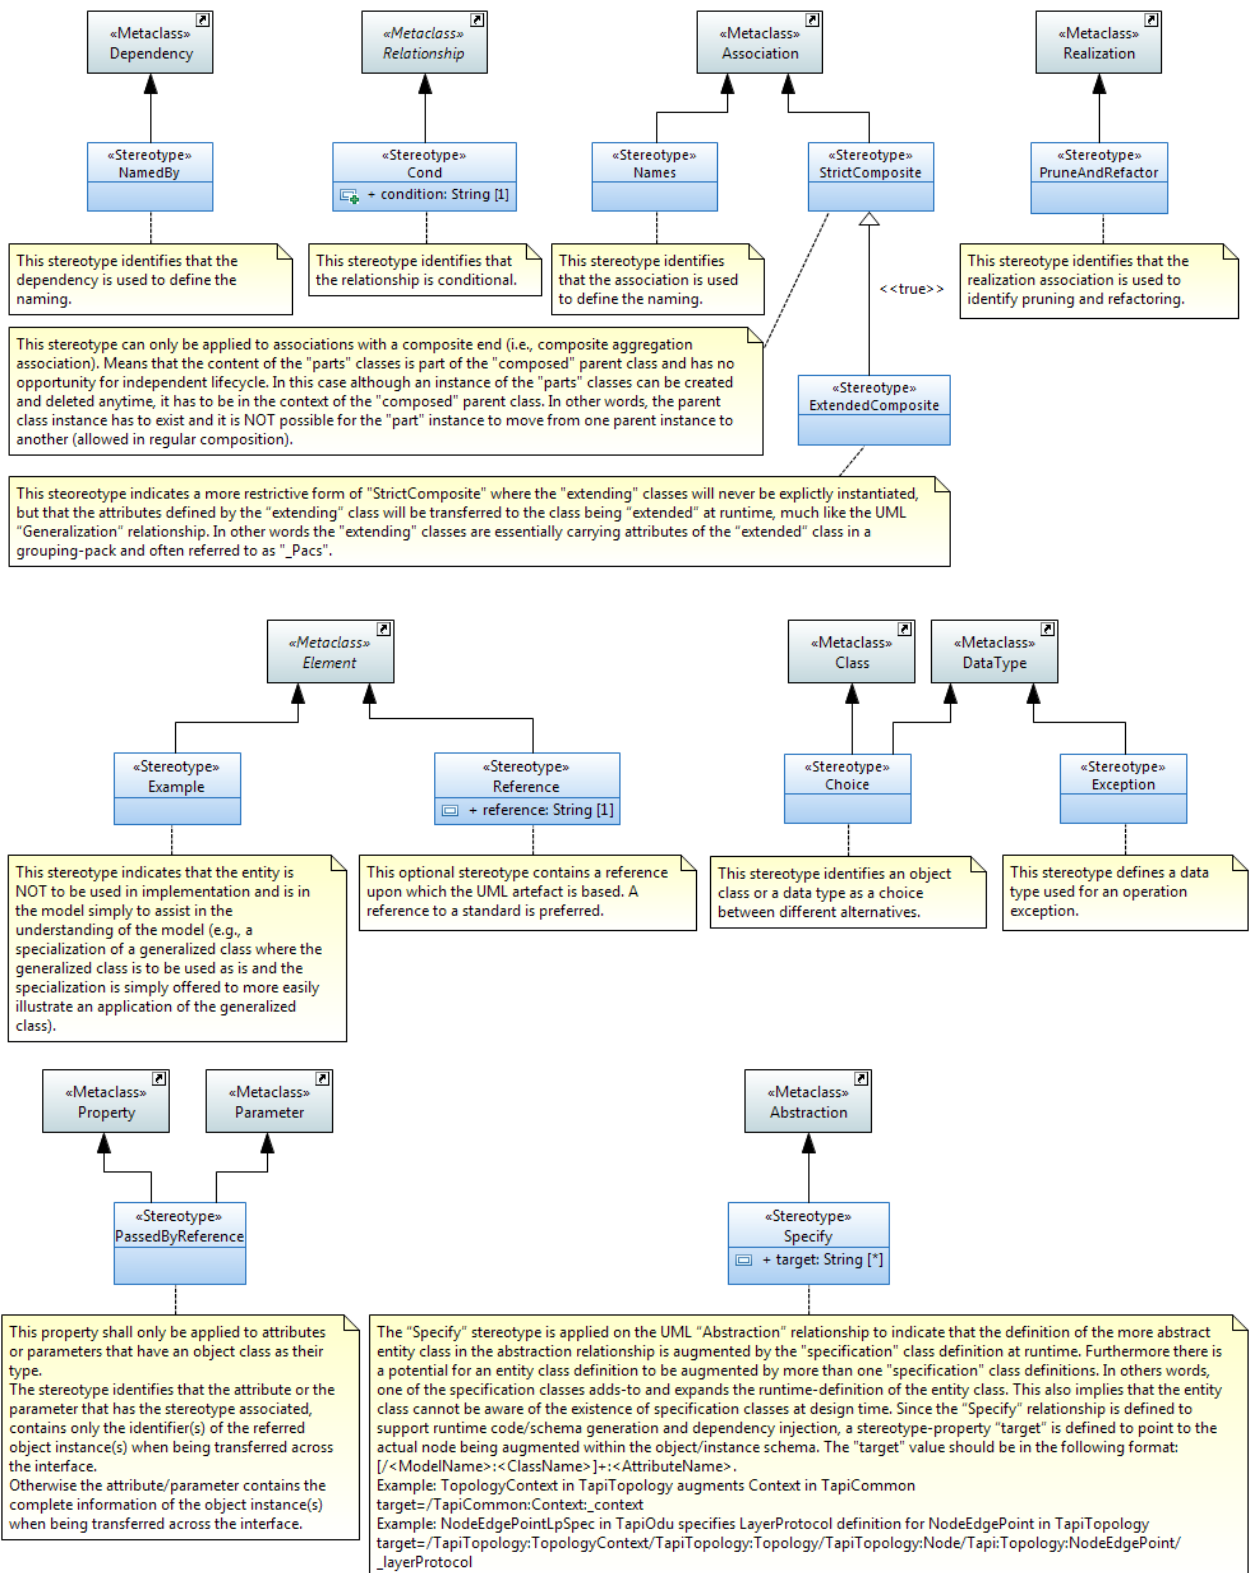 «Metaclass»
Dependency
«Metaclass»
Relationship
«Metaclass»
Association
«Metaclass»
Realization
«Stereotype»
NamedBy
«Stereotype»
Cond
+ condition: String [1]
«Stereotype»
Names
«Stereotype»
StrictComposite
«Stereotype»
PruneAndRefactor
This stereotype identifies that the
dependency is used to define the
naming.
This stereotype identifies that
the relationship is conditional.
This stereotype identifies
that the association is used
to define the naming.
<<true>>
This stereotype identifies that the
realization association is used to
identify pruning and refactoring.
This stereotype can only be applied to associations with a composite end (i.e., composite aggregation
association). Means that the content of the "parts" classes is part of the "composed" parent class and has no
opportunity for independent lifecycle. In this case although an instance of the "parts" classes can be created
and deleted anytime, it has to be in the context of the "composed" parent class. In other words, the parent
class instance has to exist and it is NOT possible for the "part" instance to move from one parent instance to
another (allowed in regular composition).
«Stereotype»
ExtendedComposite
This steoreotype indicates a more restrictive form of "StrictComposite" where the "extending" classes will never be explictly instantiated,
but that the attributes defined by the “extending” class will be transferred to the class being “extended” at runtime, much like the UML
“Generalization” relationship. In other words the "extending" classes are essentially carrying attributes of the “extended” class in a
grouping-pack and often referred to as "_Pacs".
«Metaclass»
Element
«Metaclass»
Class
«Metaclass»
DataType
«Stereotype»
Example
«Stereotype»
Reference
+ reference: String [1]
«Stereotype»
Choice
«Stereotype»
Exception
This stereotype indicates that the entity is
NOT to be used in implementation and is in
the model simply to assist in the
understanding of the model (e.g., a
specialization of a generalized class where the
generalized class is to be used as is and the
specialization is simply offered to more easily
illustrate an application of the generalized
class).
This optional stereotype contains a reference
upon which the UML artefact is based. A
reference to a standard is preferred.
This stereotype identifies an object
class or a data type as a choice
between different alternatives.
This stereotype defines a data
type used for an operation
exception.
«Metaclass»
Property
«Metaclass»
Parameter
«Metaclass»
Abstraction
«Stereotype»
PassedByReference
«Stereotype»
Specify
+ target: String [*]
This property shall only be applied to attributes
or parameters that have an object class as their
type.
The stereotype identifies that the attribute or the
parameter that has the stereotype associated,
contains only the identifier(s) of the referred
object instance(s) when being transferred across
the interface.
Otherwise the attribute/parameter contains the
complete information of the object instance(s)
when being transferred across the interface.
The “Specify” stereotype is applied on the UML “Abstraction” relationship to indicate that the definition of the more abstract
entity class in the abstraction relationship is augmented by the "specification" class definition at runtime. Furthermore there is
a potential for an entity class definition to be augmented by more than one "specification" class definitions. In others words,
one of the specification classes adds-to and expands the runtime-definition of the entity class. This also implies that the entity
class cannot be aware of the existence of specification classes at design time. Since the “Specify” relationship is defined to
support runtime code/schema generation and dependency injection, a stereotype-property “target” is defined to point to the
actual node being augmented within the object/instance schema. The "target" value should be in the following format:
[/<ModelName>:<ClassName>]+:<AttributeName>.
Example: TopologyContext in TapiTopology augments Context in TapiCommon
target=/TapiCommon:Context:_context
Example: NodeEdgePointLpSpec in TapiOdu specifies LayerProtocol definition for NodeEdgePoint in TapiTopology
target=/TapiTopology:TopologyContext/TapiTopology:Topology/TapiTopology:Node/Tapi:Topology:NodeEdgePoint/
_layerProtocol